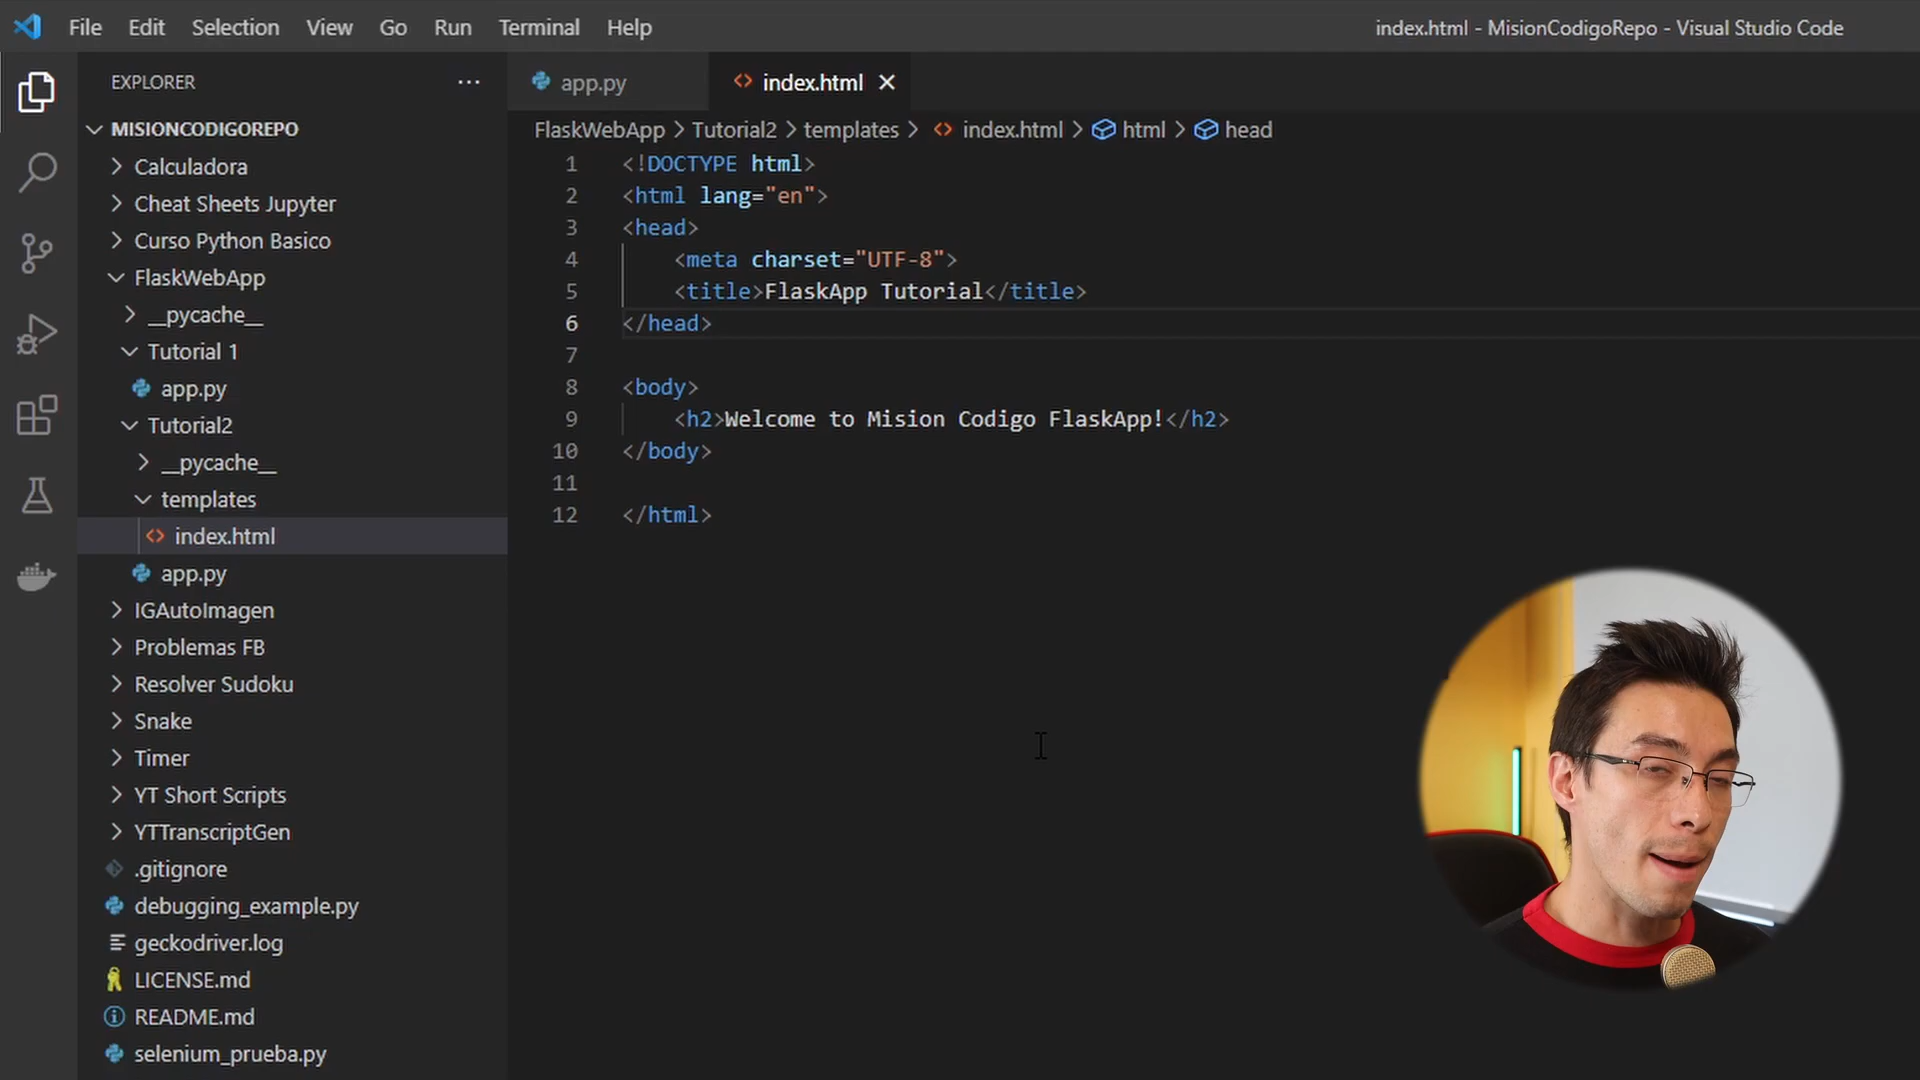 File Edit Selection View Go Run Terminal Help
index.html - MisionCodigoRepo - Visual Studio Code
EXPLORER
MISIONCODIGOREPO
Calculadora
Cheat Sheets Jupyter
Curso Python Basico
FlaskWebApp
__pycache__
Tutorial 1
app.py
Tutorial2
__pycache__
templates
index.html
app.py
IGAutoImagen
Problemas FB
Resolver Sudoku
Snake
Timer
YT Short Scripts
YTTranscriptGen
.gitignore
debugging_example.py
geckodriver.log
LICENSE.md
README.md
selenium_prueba.py
app.py
index.html
FlaskWebApp > Tutorial2 > templates > index.html > html > head
1 <!DOCTYPE html>
2 <html lang="en">
3 <head>
4 <meta charset="UTF-8">
5 <title>FlaskApp Tutorial</title>
6 </head>
7
8 <body>
9 <h2>Welcome to Mision Codigo FlaskApp!</h2>
10 </body>
11
12 </html>